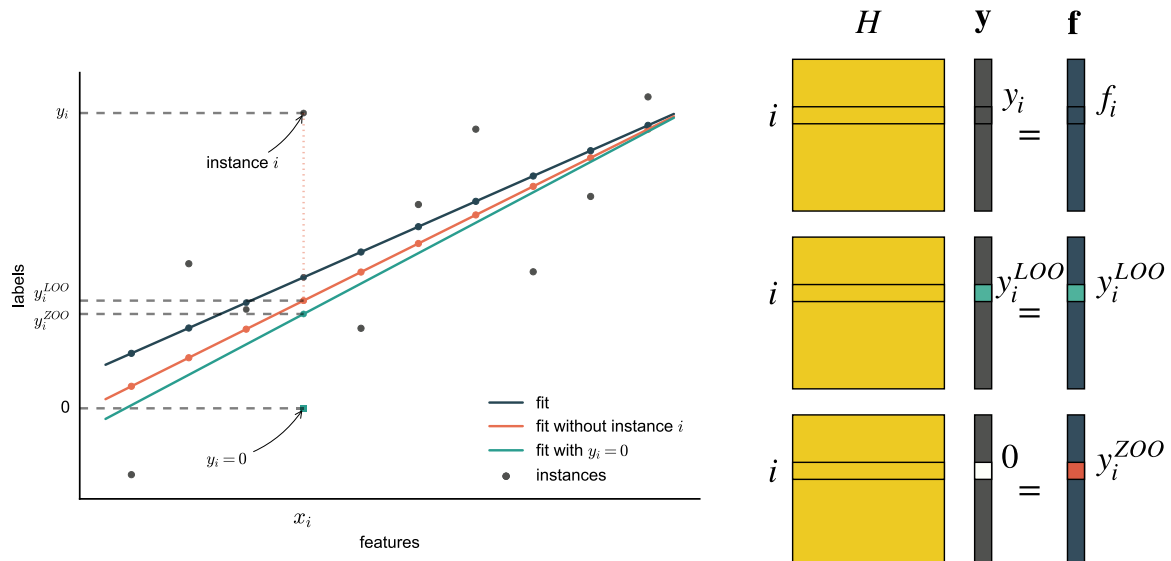 y_i
instance i
labels
y_i^{LOO}
y_i^{ZOO}
0
y_i = 0
fit
fit without instance i
fit with y_i = 0
instances
x_i
features
H y f
i y_i = f_i
i y_i^{LOO} = y_i^{LOO}
i 0 = y_i^{ZOO}